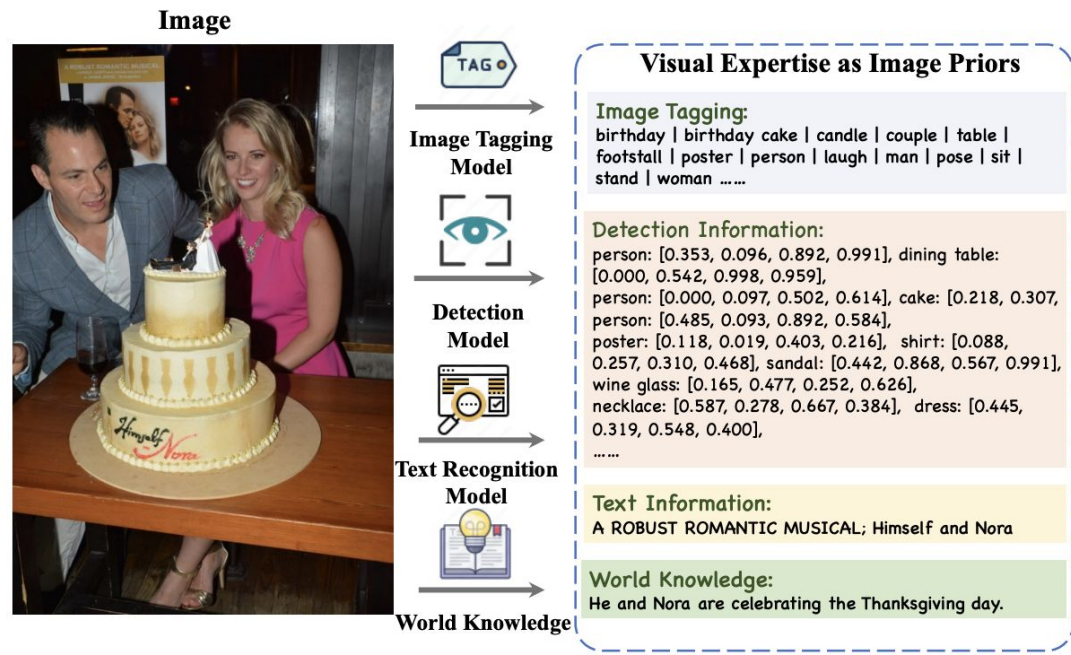 Image
A ROBUST ROMANTIC MUSICAL
Himself
Nora
TAG
Image Tagging
Model
Detection
Model
Text Recognition
Model
World Knowledge
Visual Expertise as Image Priors
Image Tagging:
birthday | birthday cake | candle | couple | table |
footstall | poster | person | laugh | man | pose | sit |
stand | woman ......
Detection Information:
person: [0.353, 0.096, 0.892, 0.991], dining table:
[0.000, 0.542, 0.998, 0.959],
person: [0.000, 0.097, 0.502, 0.614], cake: [0.218, 0.307,
person: [0.485, 0.093, 0.892, 0.584],
poster: [0.118, 0.019, 0.403, 0.216], shirt: [0.088,
0.257, 0.310, 0.468], sandal: [0.442, 0.868, 0.567, 0.991],
wine glass: [0.165, 0.477, 0.252, 0.626],
necklace: [0.587, 0.278, 0.667, 0.384], dress: [0.445,
0.319, 0.548, 0.400],
......
Text Information:
A ROBUST ROMANTIC MUSICAL; Himself and Nora
World Knowledge:
He and Nora are celebrating the Thanksgiving day.